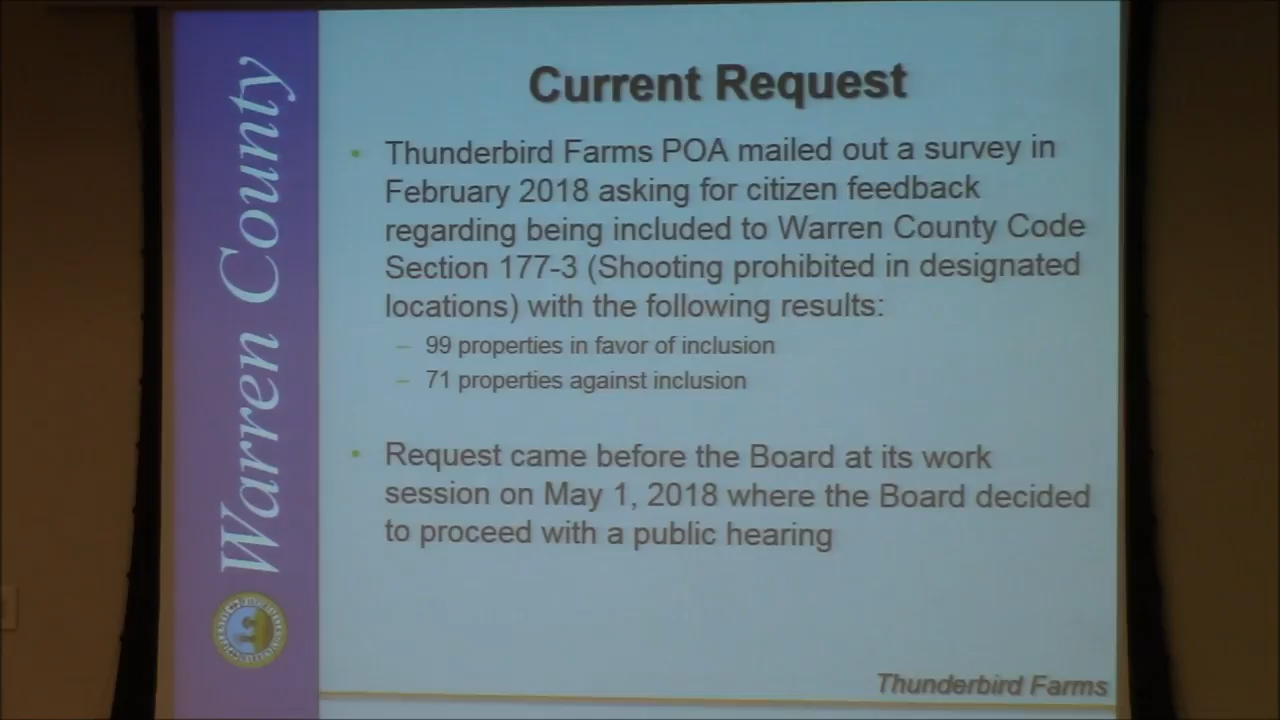 Warren County
Current Request
• Thunderbird Farms POA mailed out a survey in
February 2018 asking for citizen feedback
regarding being included to Warren County Code
Section 177-3 (Shooting prohibited in designated
locations) with the following results:
– 99 properties in favor of inclusion
– 71 properties against inclusion
• Request came before the Board at its work
session on May 1, 2018 where the Board decided
to proceed with a public hearing
Thunderbird Farms